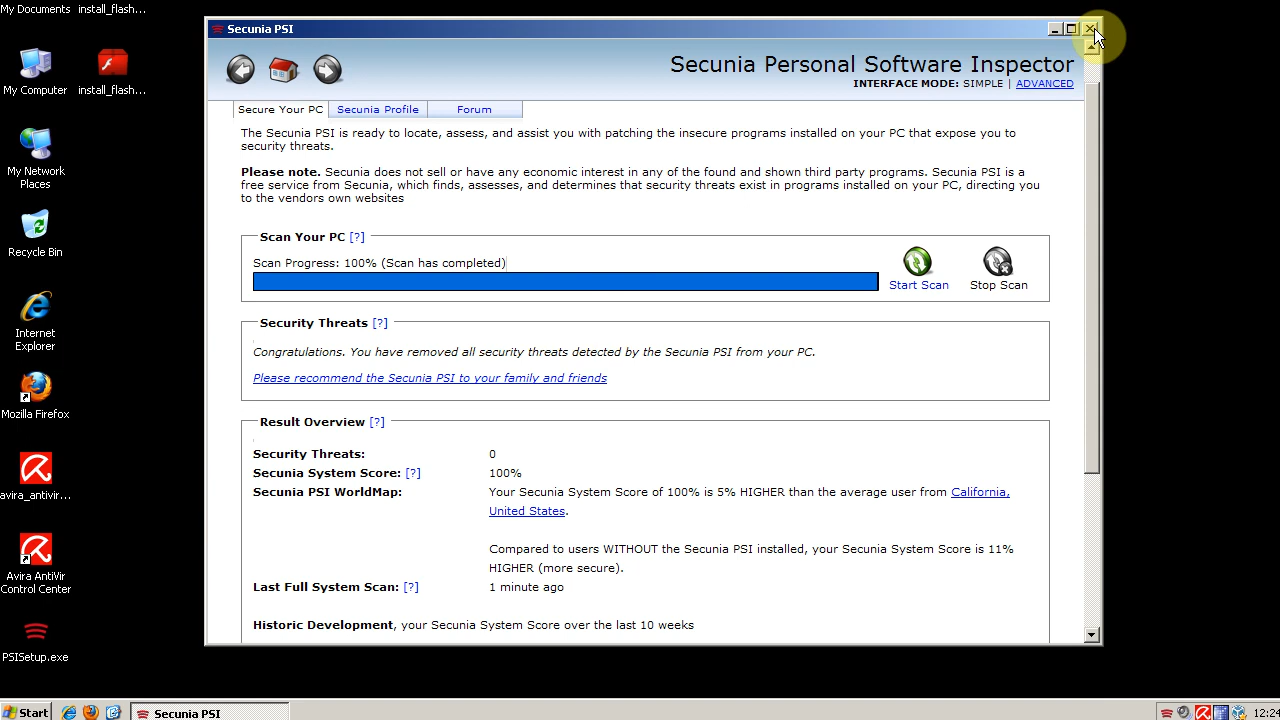 My Documents
install_flash...
My Computer
install_flash...
My Network
Places
Recycle Bin
Internet
Explorer
Mozilla Firefox
avira_antivir...
Avira AntiVir
Control Center
PSISetup.exe
Secunia PSI
Secunia Personal Software Inspector
INTERFACE MODE: SIMPLE | ADVANCED
Secure Your PC
Secunia Profile
Forum
The Secunia PSI is ready to locate, assess, and assist you with patching the insecure programs installed on your PC that expose you to
security threats.
Please note. Secunia does not sell or have any economic interest in any of the found and shown third party programs. Secunia PSI is a
free service from Secunia, which finds, assesses, and determines that security threats exist in programs installed on your PC, directing you
to the vendors own websites
Scan Your PC [?]
Scan Progress: 100% (Scan has completed)
Start Scan
Stop Scan
Security Threats [?]
Congratulations. You have removed all security threats detected by the Secunia PSI from your PC.
Please recommend the Secunia PSI to your family and friends
Result Overview [?]
Security Threats: 0
Secunia System Score: [?] 100%
Secunia PSI WorldMap: Your Secunia System Score of 100% is 5% HIGHER than the average user from California,
United States.
Compared to users WITHOUT the Secunia PSI installed, your Secunia System Score is 11%
HIGHER (more secure).
Last Full System Scan: [?] 1 minute ago
Historic Development, your Secunia System Score over the last 10 weeks
Start
Secunia PSI
12:24